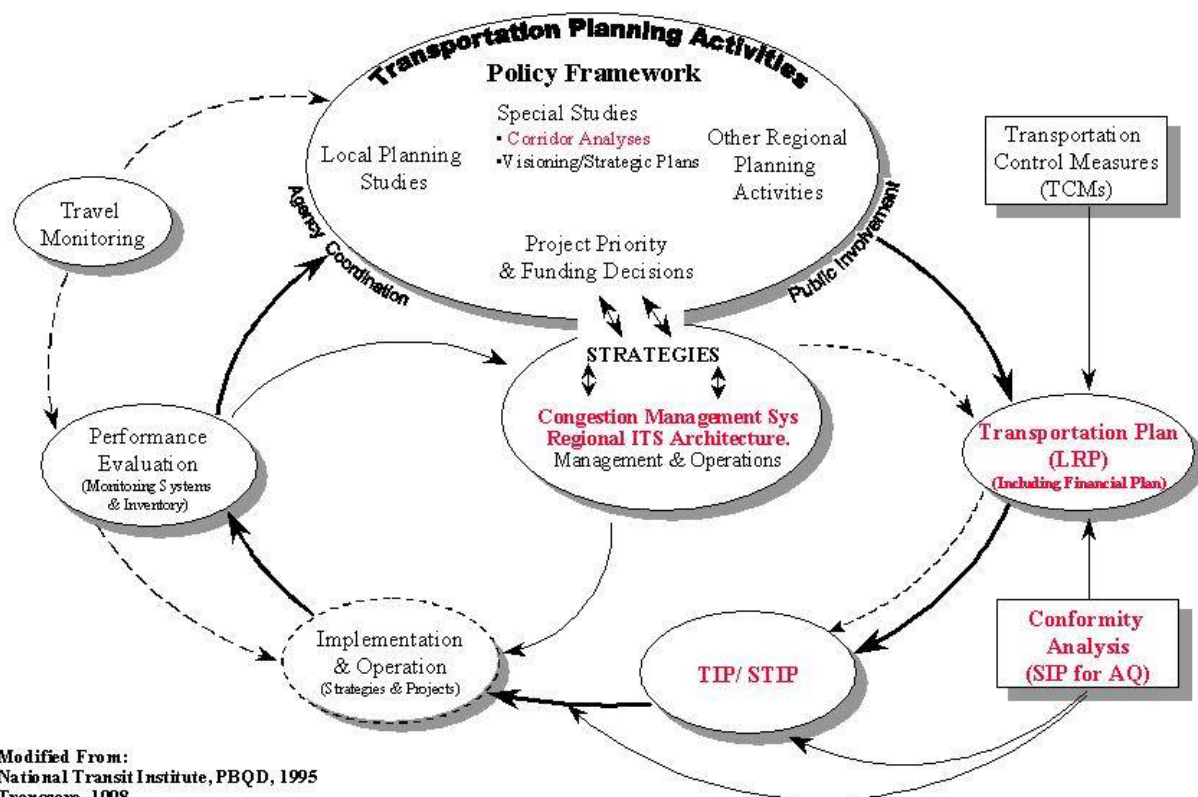 Transportation Planning Activities
Policy Framework
Special Studies
• Corridor Analyses
•Visioning/Strategic Plans
Local Planning
Studies
Other Regional
Planning
Activities
Agency Coordination
Public Involvement
Project Priority
& Funding Decisions
Transportation
Control Measures
(TCMs)
Travel
Monitoring
STRATEGIES
Congestion Management Sys
Regional ITS Architecture.
Management & Operations
Performance
Evaluation
(Monitoring Systems
& Inventory)
Transportation Plan
(LRP)
(Including Financial Plan)
Implementation
& Operation
(Strategies & Projects)
TIP/ STIP
Conformity
Analysis
(SIP for AQ)
Modified From:
National Transit Institute, PBQD, 1995